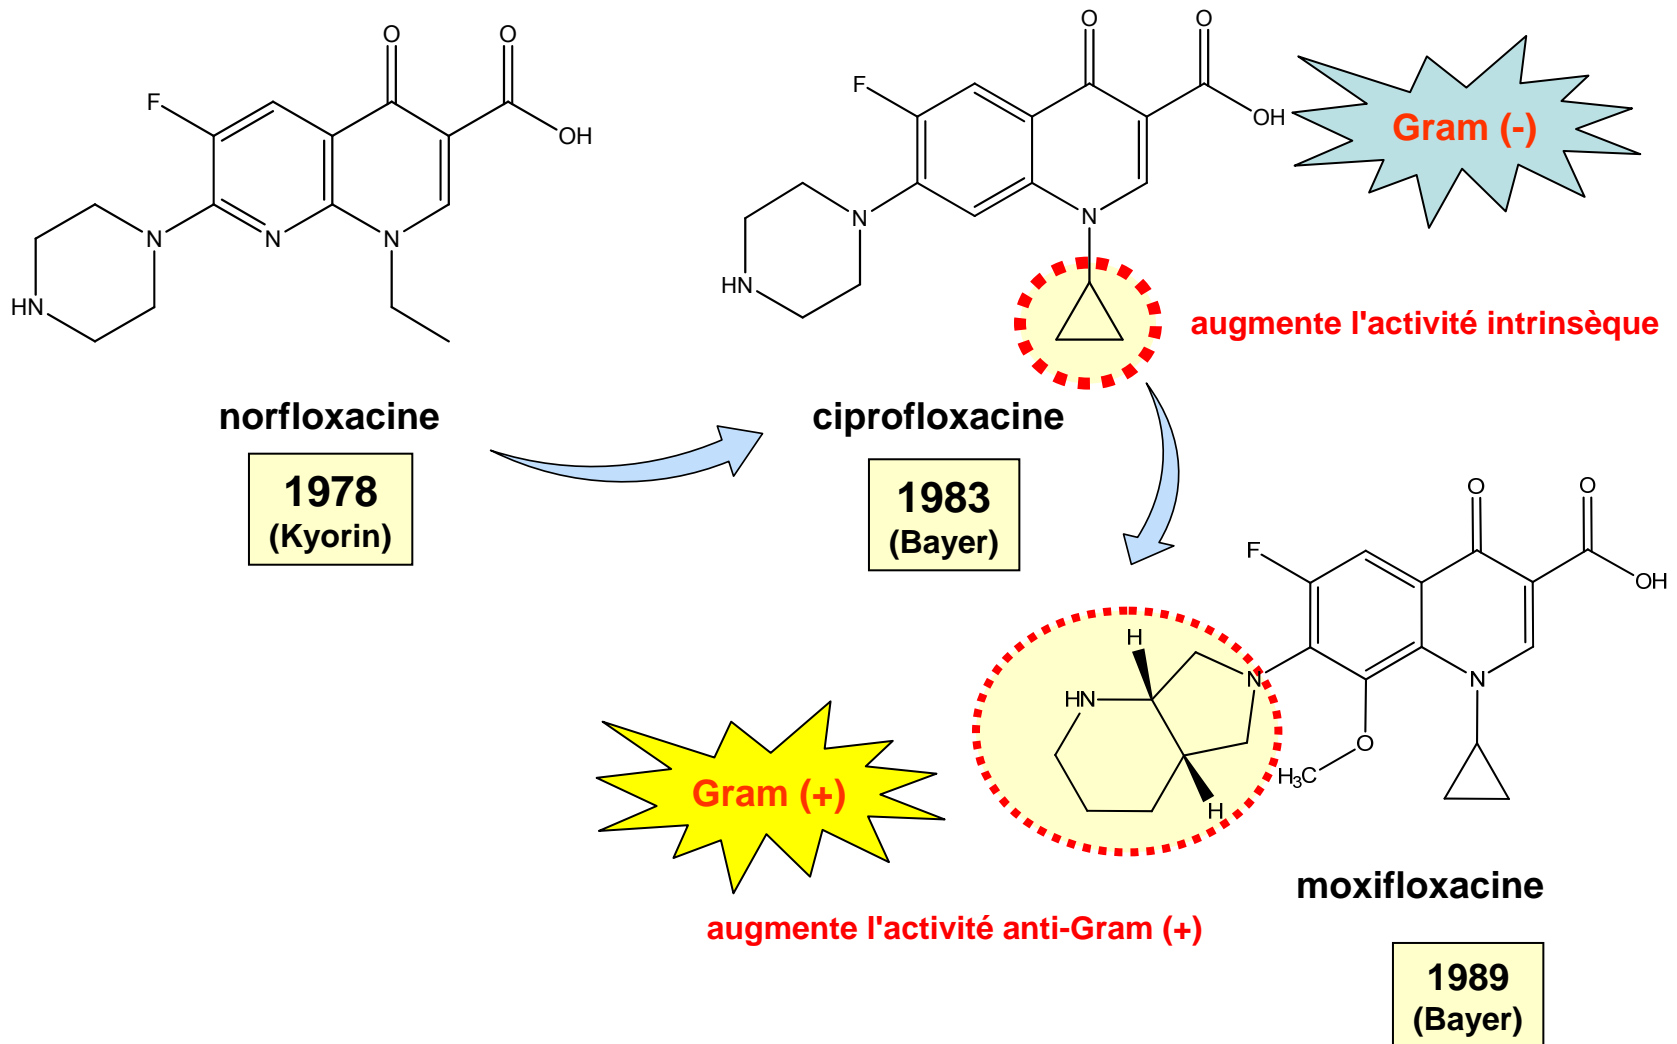 O
O
F
OH
N
N
N
HN
norfloxacine
1978
(Kyorin)
O
O
F
OH
N
N
HN
Gram (-)
augmente l'activité intrinsèque
ciprofloxacine
1983
(Bayer)
O
O
F
OH
H
HN
N
N
O
H3C
H
Gram (+)
augmente l'activité anti-Gram (+)
moxifloxacine
1989
(Bayer)